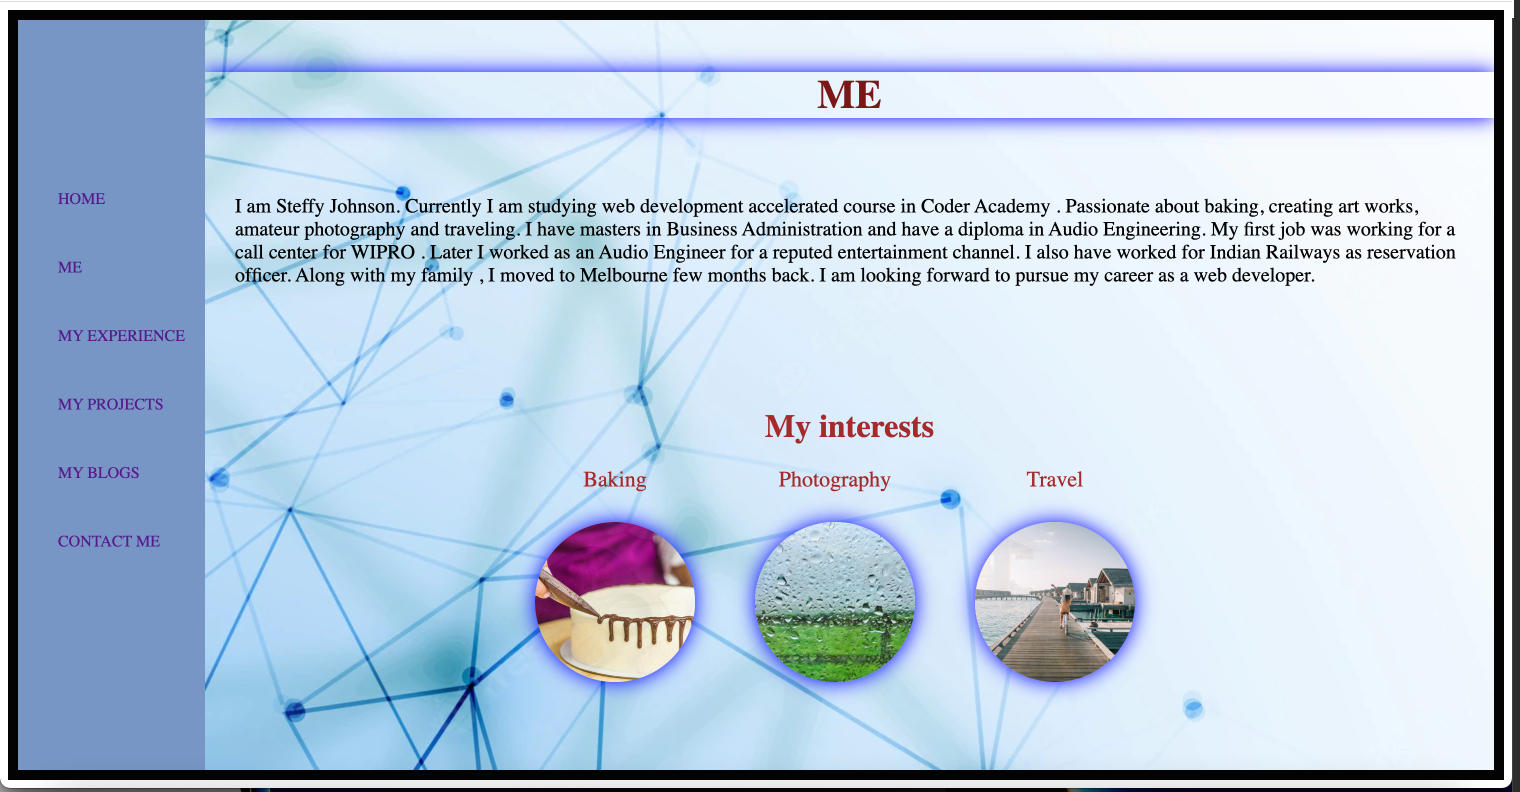 ME
HOME
ME
MY EXPERIENCE
MY PROJECTS
MY BLOGS
CONTACT ME
I am Steffy Johnson. Currently I am studying web development accelerated course in Coder Academy . Passionate about baking, creating art works,
amateur photography and traveling. I have masters in Business Administration and have a diploma in Audio Engineering. My first job was working for a
call center for WIPRO . Later I worked as an Audio Engineer for a reputed entertainment channel. I also have worked for Indian Railways as reservation
officer. Along with my family , I moved to Melbourne few months back. I am looking forward to pursue my career as a web developer.
My interests
Baking
Photography
Travel